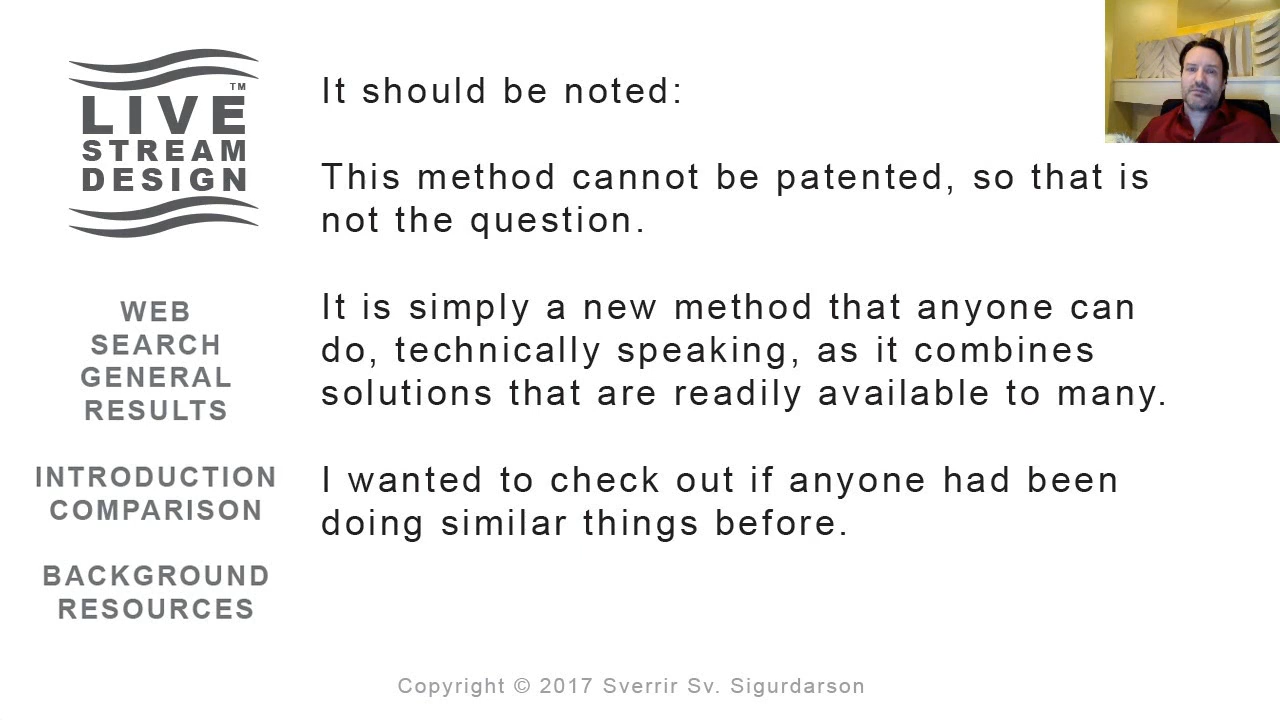 TM
LIVE
STREAM
DESIGN
WEB
SEARCH
GENERAL
RESULTS
INTRODUCTION
COMPARISON
BACKGROUND
RESOURCES
It should be noted:
This method cannot be patented, so that is
not the question.
It is simply a new method that anyone can
do, technically speaking, as it combines
solutions that are readily available to many.
I wanted to check out if anyone had been
doing similar things before.
Copyright © 2017 Sverrir Sv. Sigurdarson